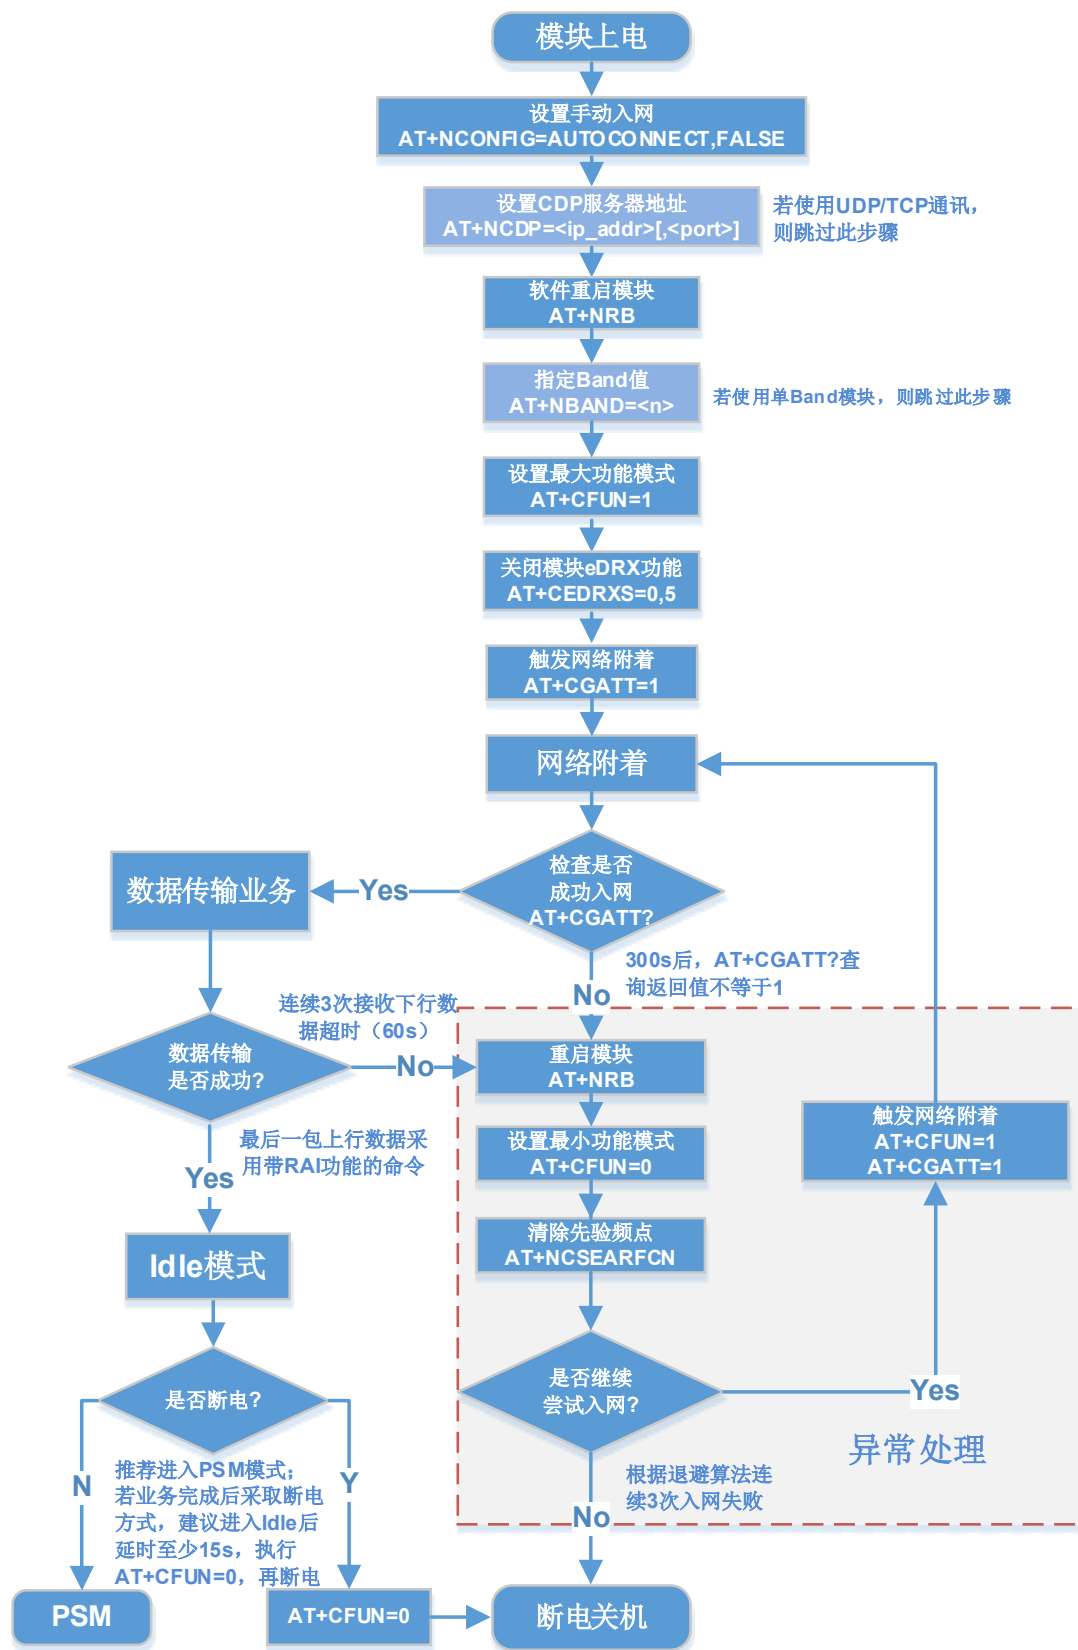 模块上电
设置手动入网
AT+NCONFIG=AUTOCONNECT,FALSE
设置CDP服务器地址
AT+NCDP=<ip_addr>[,<port>]
若使用UDP/TCP通讯，
则跳过此步骤
软件重启模块
AT+NRB
指定Band值
AT+NBAND=<n>
若使用单Band模块，则跳过此步骤
设置最大功能模式
AT+CFUN=1
关闭模块eDRX功能
AT+CEDRXS=0,5
触发网络附着
AT+CGATT=1
网络附着
检查是否
成功入网
AT+CGATT?
Yes
数据传输业务
300s后，AT+CGATT?查
询返回值不等于1
No
连续3次接收下行数
据超时（60s）
数据传输
是否成功?
No
重启模块
AT+NRB
触发网络附着
AT+CFUN=1
AT+CGATT=1
设置最小功能模式
AT+CFUN=0
最后一包上行数据采
用带RAI功能的命令
Yes
清除先验频点
AT+NCSEARFCN
Idle模式
是否继续
尝试入网?
Yes
是否断电?
异常处理
N
Y
推荐进入PSM模式；
若业务完成后采取断电
方式，建议进入Idle后
延时至少15s，执行
AT+CFUN=0，再断电
根据退避算法连
续3次入网失败
No
PSM
AT+CFUN=0
断电关机